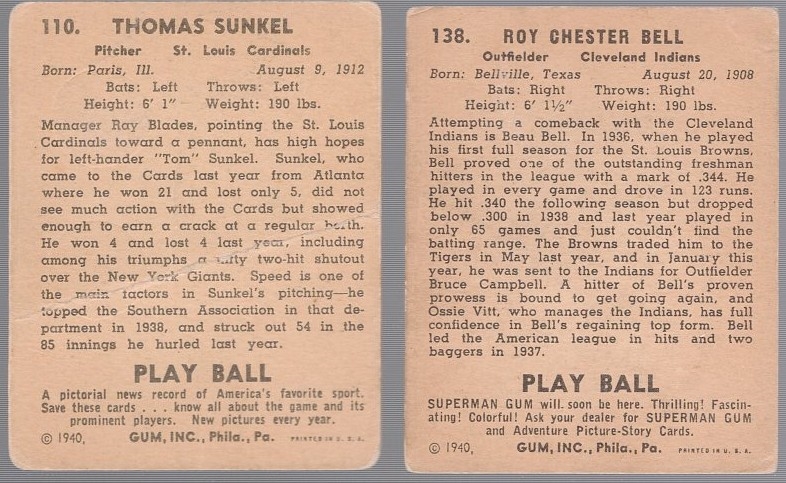 110. THOMAS SUNKEL
Pitcher St. Louis Cardinals
Born: Paris, Ill. August 9, 1912
Bats: Left Throws: Left
Height: 6' 1" Weight: 190 lbs.
Manager Ray Blades, pointing the St. Louis
Cardinals toward a pennant, has high hopes
for left-hander "Tom" Sunkel. Sunkel, who
came to the Cards last year from Atlanta
where he won 21 and lost only 5, did not
see much action with the Cards but showed
enough to earn a crack at a regular berth.
He won 4 and lost 4 last year, including
among his triumphs a nifty two-hit shutout
over the New York Giants. Speed is one of
the main factors in Sunkel's pitching—he
topped the Southern Association in that de-
partment in 1938, and struck out 54 in the
85 innings he hurled last year.
PLAY BALL
A pictorial news record of America's favorite sport.
Save these cards . . . know all about the game and its
prominent players. New pictures every year.
© 1940, GUM, INC., Phila., Pa. PRINTED IN U. S. A.
138. ROY CHESTER BELL
Outfielder Cleveland Indians
Born: Bellville, Texas August 20, 1908
Bats: Right Throws: Right
Height: 6' 1½" Weight: 190 lbs.
Attempting a comeback with the Cleveland
Indians is Beau Bell. In 1936, when he played
his first full season for the St. Louis Browns,
Bell proved one of the outstanding freshman
hitters in the league with a mark of .344. He
played in every game and drove in 123 runs.
He hit .340 the following season but dropped
below .300 in 1938 and last year played in
only 65 games and just couldn't find the
batting range. The Browns traded him to the
Tigers in May last year, and in January this
year, he was sent to the Indians for Outfielder
Bruce Campbell. A hitter of Bell's proven
prowess is bound to get going again, and
Ossie Vitt, who manages the Indians, has full
confidence in Bell's regaining top form. Bell
led the American league in hits and two
baggers in 1937.
PLAY BALL
SUPERMAN GUM will soon be here. Thrilling! Fascin-
ating! Colorful! Ask your dealer for SUPERMAN GUM
and Adventure Picture-Story Cards.
© 1940, GUM, INC., Phila., Pa. PRINTED IN U. S. A.